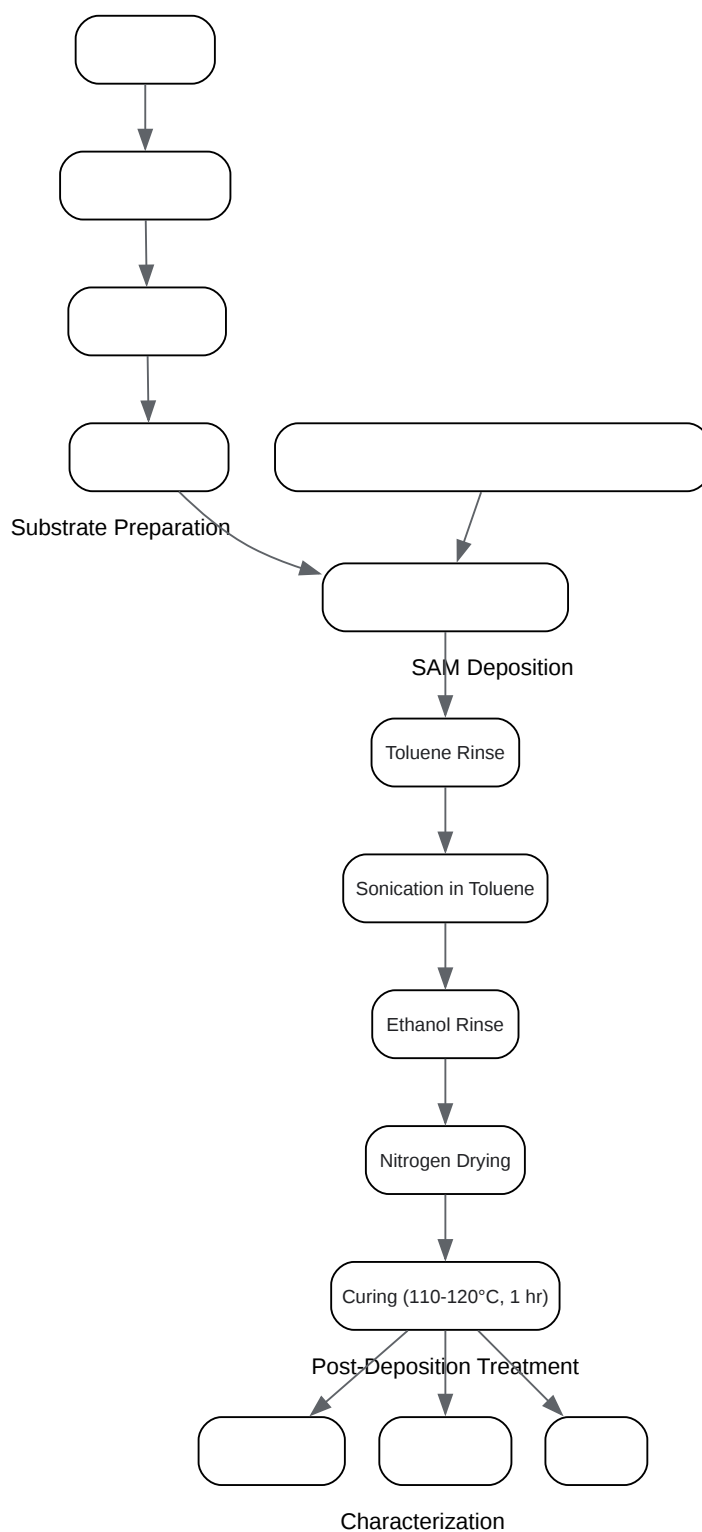 Substrate Preparation
SAM Deposition
Toluene Rinse
Sonication in Toluene
Ethanol Rinse
Nitrogen Drying
Curing (110-120°C, 1 hr)
Post-Deposition Treatment
Characterization